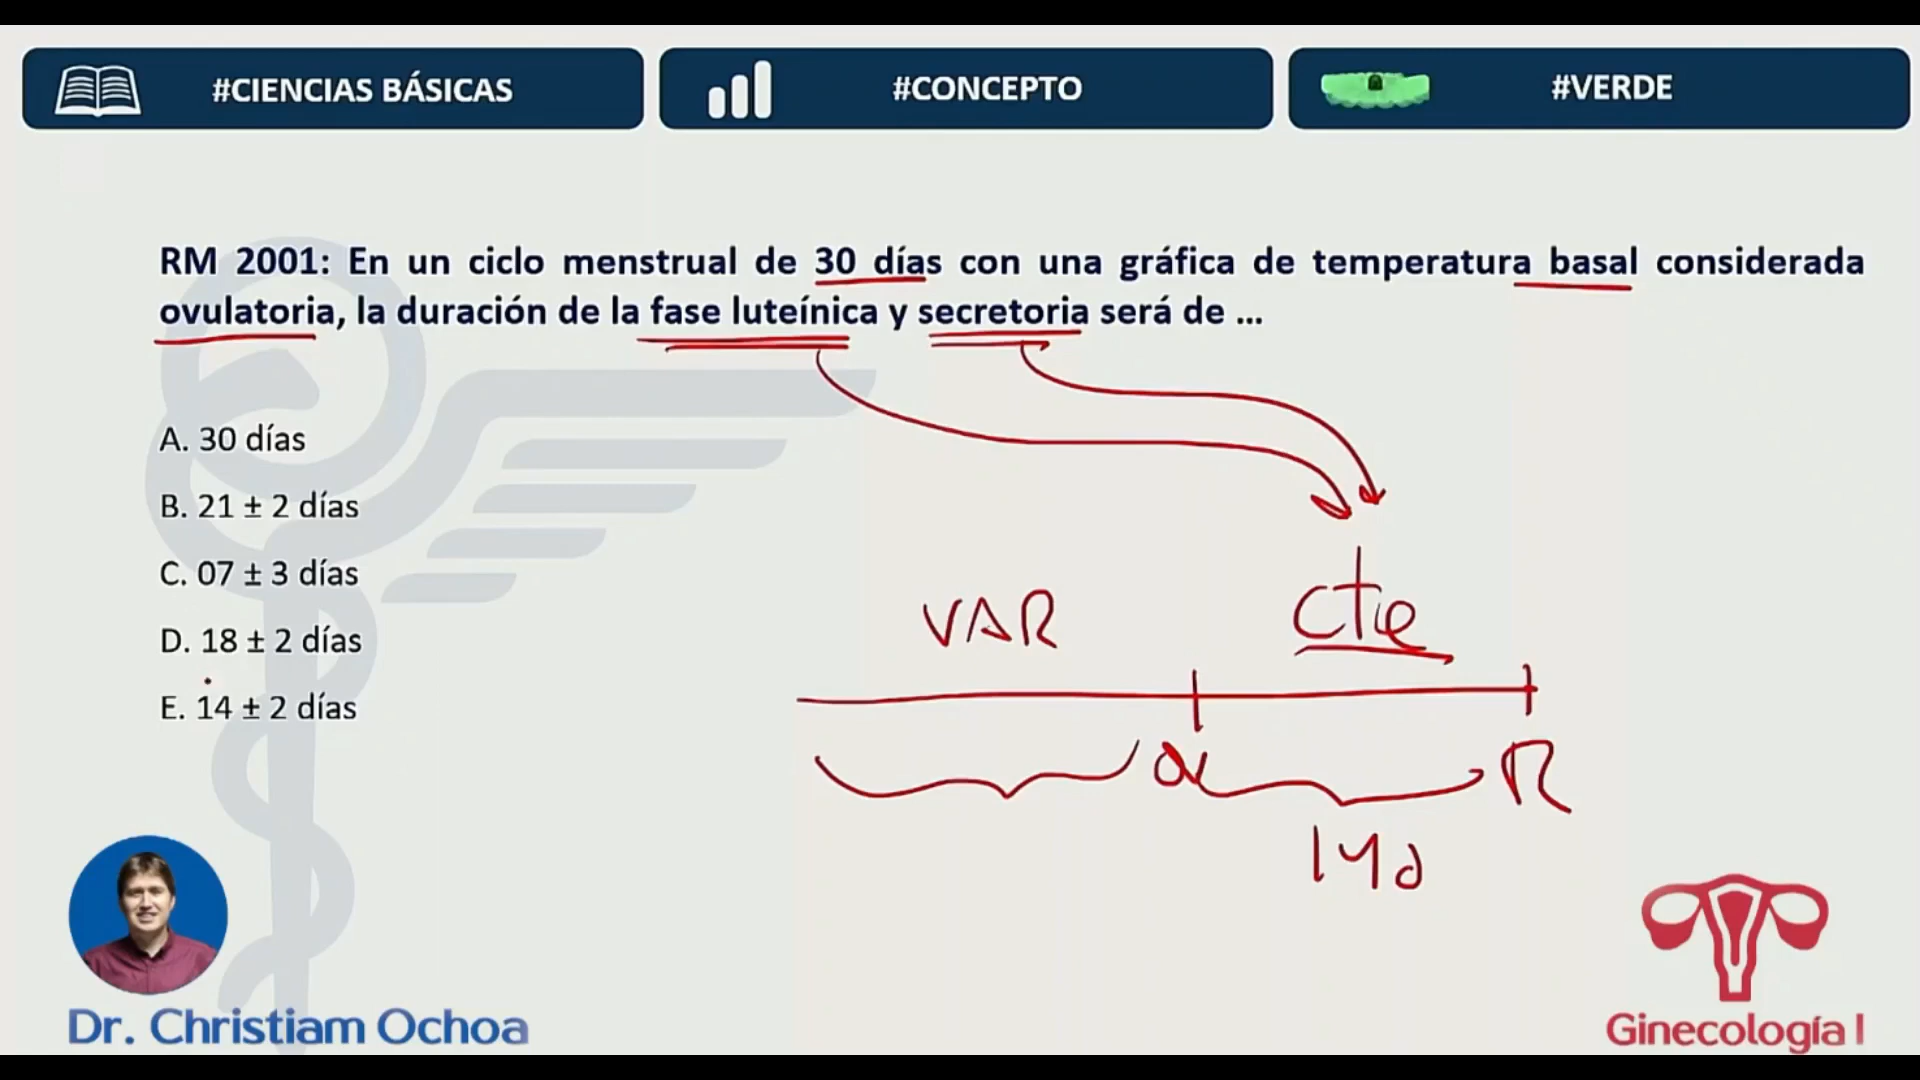 #CIENCIAS BÁSICAS
#CONCEPTO
#VERDE
RM 2001: En un ciclo menstrual de 30 días con una gráfica de temperatura basal considerada
ovulatoria, la duración de la fase luteínica y secretoria será de ...
A. 30 días
B. 21 ± 2 días
C. 07 ± 3 días
D. 18 ± 2 días
E. 14 ± 2 días
VAR
Cte
R
14d
Dr. Christiam Ochoa
Ginecología I